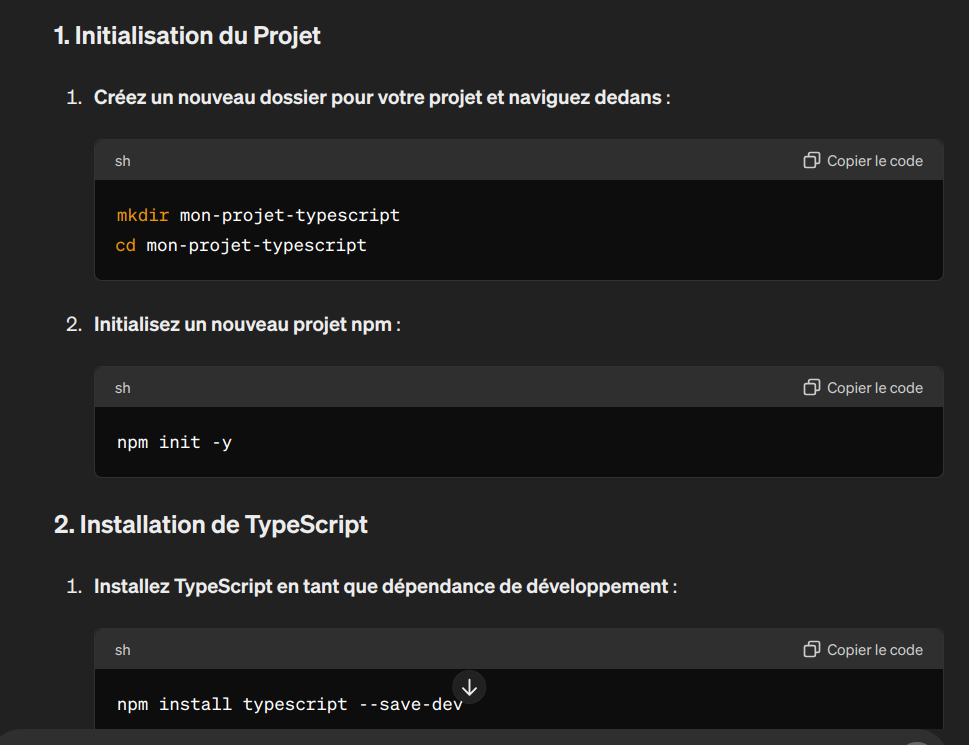 1. Initialisation du Projet
1. Créez un nouveau dossier pour votre projet et naviguez dedans :
sh
Copier le code
mkdir mon-projet-typescript
cd mon-projet-typescript
2. Initialisez un nouveau projet npm :
sh
Copier le code
npm init -y
2. Installation de TypeScript
1. Installez TypeScript en tant que dépendance de développement :
sh
Copier le code
npm install typescript --save-dev